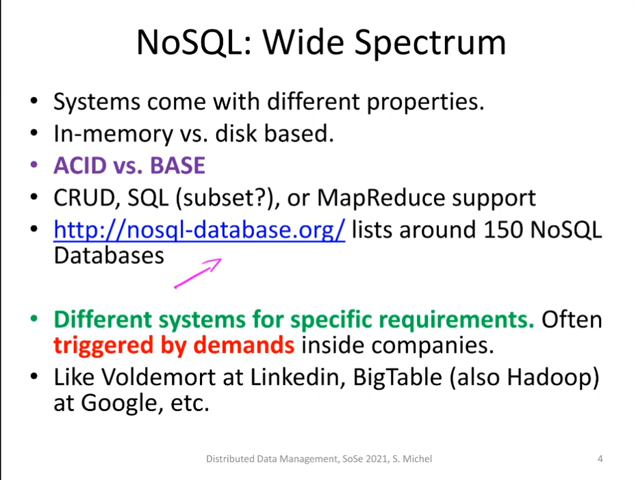 NoSQL: Wide Spectrum
• Systems come with different properties.
• In-memory vs. disk based.
• ACID vs. BASE
• CRUD, SQL (subset?), or MapReduce support
• http://nosql-database.org/ lists around 150 NoSQL
Databases
• Different systems for specific requirements. Often
triggered by demands inside companies.
• Like Voldemort at Linkedin, BigTable (also Hadoop)
at Google, etc.
Distributed Data Management, SoSe 2021, S. Michel
4